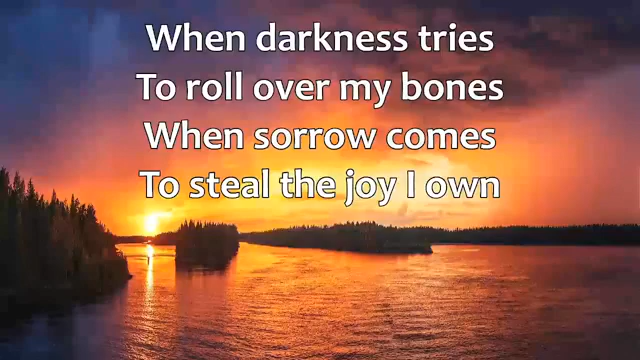 When darkness tries
To roll over my bones
When sorrow comes
To steal the joy I own